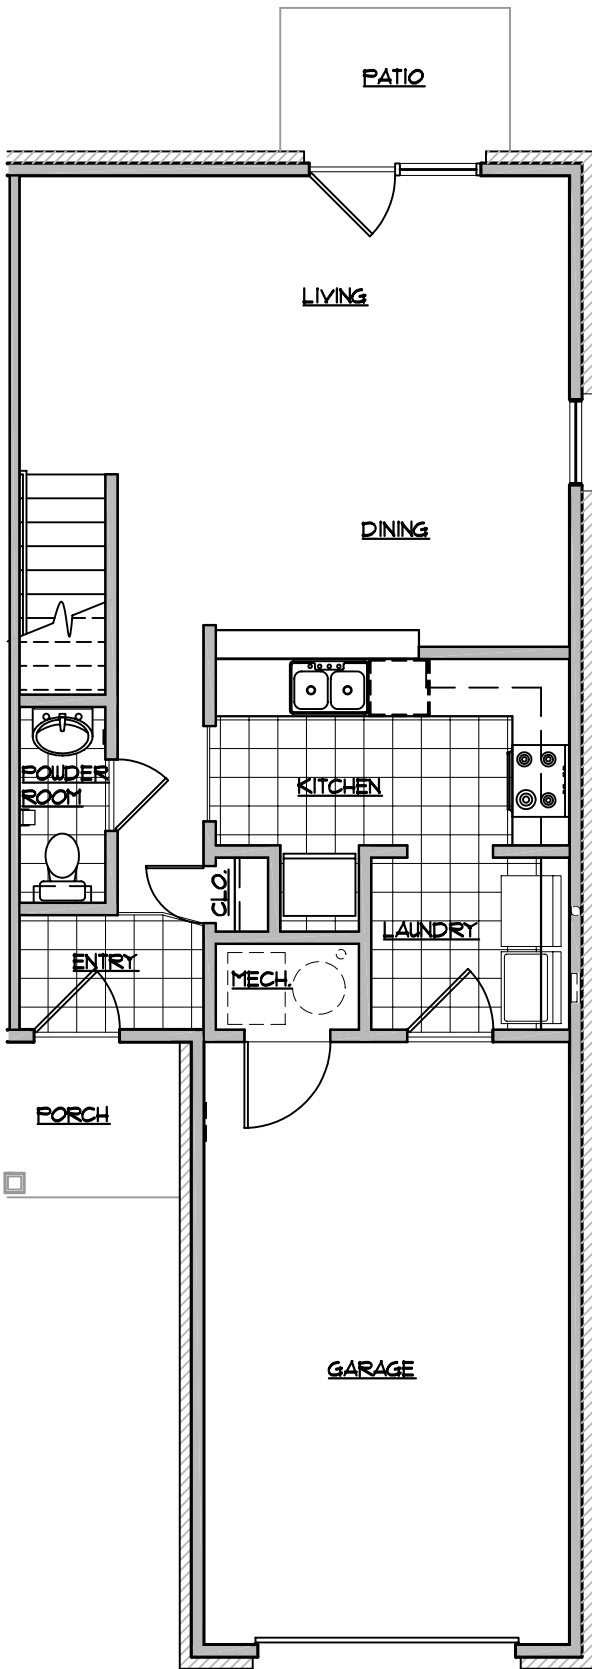 PATIO
LIVING
DINING
KITCHEN
POWDER
ROOM
CLO.
LAUNDRY
ENTRY
MECH.
PORCH
GARAGE